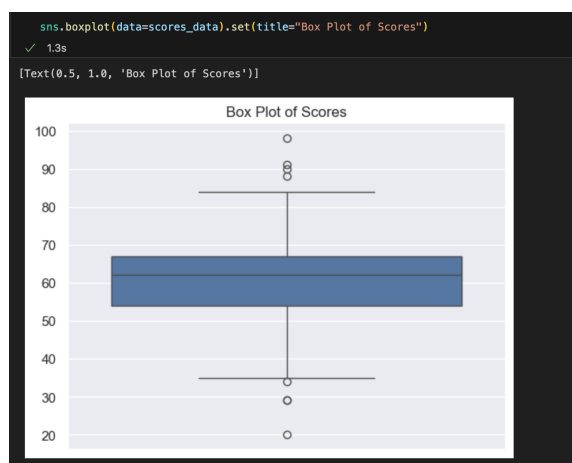 sns.boxplot(data=scores_data).set(title="Box Plot of Scores")
✓ 1.3s
[Text(0.5, 1.0, 'Box Plot of Scores')]
Box Plot of Scores
100
90
80
70
60
50
40
30
20